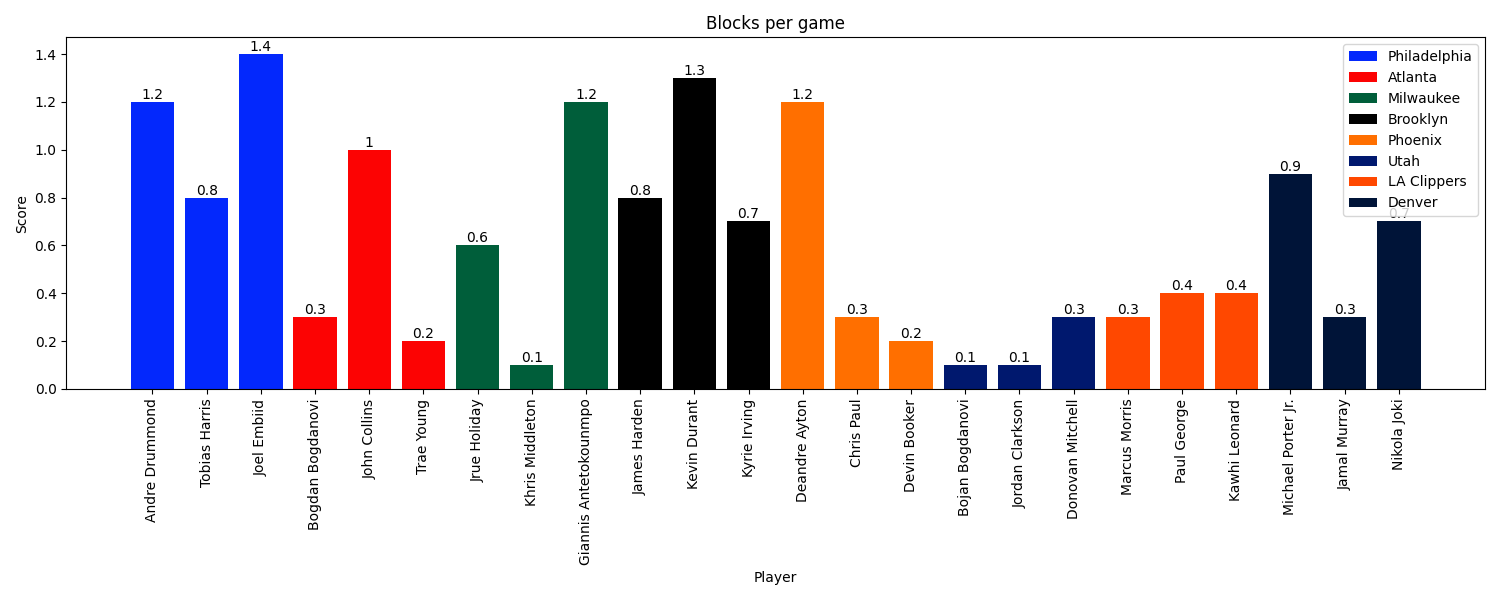 Blocks per game
Score
1.4
1.2
1.0
0.8
0.6
0.4
0.2
0.0
1.2
0.8
1.4
0.3
1
0.2
0.6
0.1
1.2
0.8
1.3
0.7
1.2
0.3
0.2
0.1
0.1
0.3
0.3
0.4
0.4
0.9
0.3
0.7
Philadelphia
Atlanta
Milwaukee
Brooklyn
Phoenix
Utah
LA Clippers
Denver
Andre Drummond
Tobias Harris
Joel Embiid
Bogdan Bogdanovi
John Collins
Trae Young
Jrue Holiday
Khris Middleton
Giannis Antetokounmpo
James Harden
Kevin Durant
Kyrie Irving
Deandre Ayton
Chris Paul
Devin Booker
Bojan Bogdanovi
Jordan Clarkson
Donovan Mitchell
Marcus Morris
Paul George
Kawhi Leonard
Michael Porter Jr.
Jamal Murray
Nikola Joki
Player